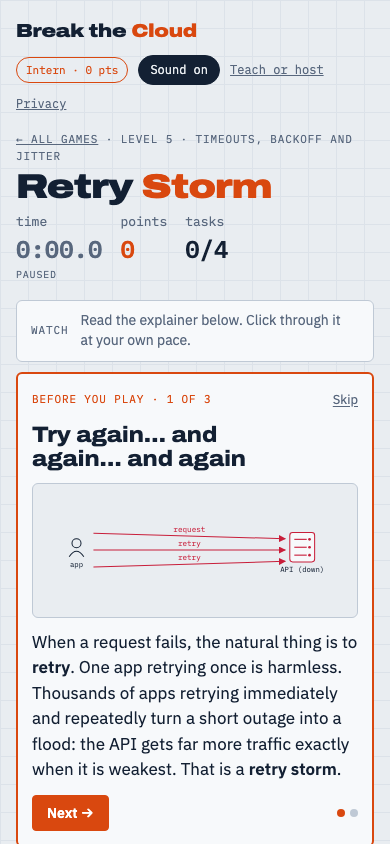 Break the Cloud
Intern · 0 pts
Sound on
Teach or host
Privacy
← ALL GAMES · LEVEL 5 · TIMEOUTS, BACKOFF AND
JITTER
Retry Storm
time points tasks
0:00.0 0 0/4
PAUSED
WATCH
Read the explainer below. Click through it
at your own pace.
BEFORE YOU PLAY · 1 OF 3
Skip
Try again... and
again... and again
request
retry
retry
app
API (down)
When a request fails, the natural thing is to
retry. One app retrying once is harmless.
Thousands of apps retrying immediately
and repeatedly turn a short outage into a
flood: the API gets far more traffic exactly
when it is weakest. That is a retry storm.
Next →